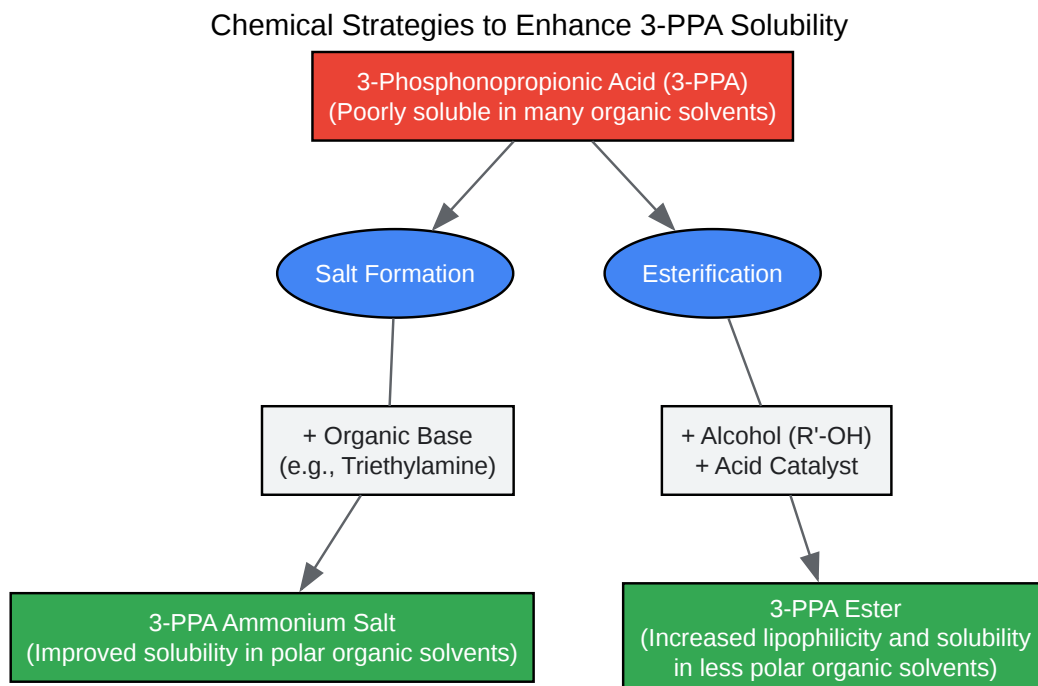 Chemical Strategies to Enhance 3-PPA Solubility
3-Phosphonopropionic Acid (3-PPA)
(Poorly soluble in many organic solvents)
Salt Formation
Esterification
+ Organic Base
(e.g., Triethylamine)
+ Alcohol (R'-OH)
+ Acid Catalyst
3-PPA Ammonium Salt
(Improved solubility in polar organic solvents)
3-PPA Ester
(Increased lipophilicity and solubility
in less polar organic solvents)